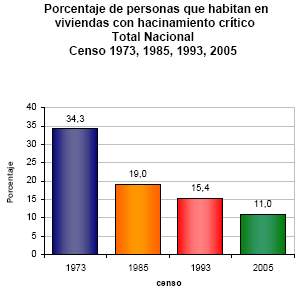 Porcentaje de personas que habitan en
viviendas con hacinamiento crítico
Total Nacional
Censo 1973, 1985, 1993, 2005
40
35
30
25
20
15
10
5
0
Porcentaje
34,3
19,0
15,4
11,0
1973
1985
1993
2005
censo